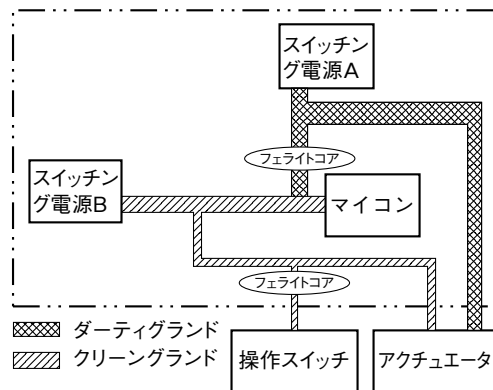 スイッチン
グ電源A
フェライトコア
スイッチン
グ電源B
マイコン
フェライトコア
ダーティグランド
クリーングランド
操作スイッチ
アクチュエータ